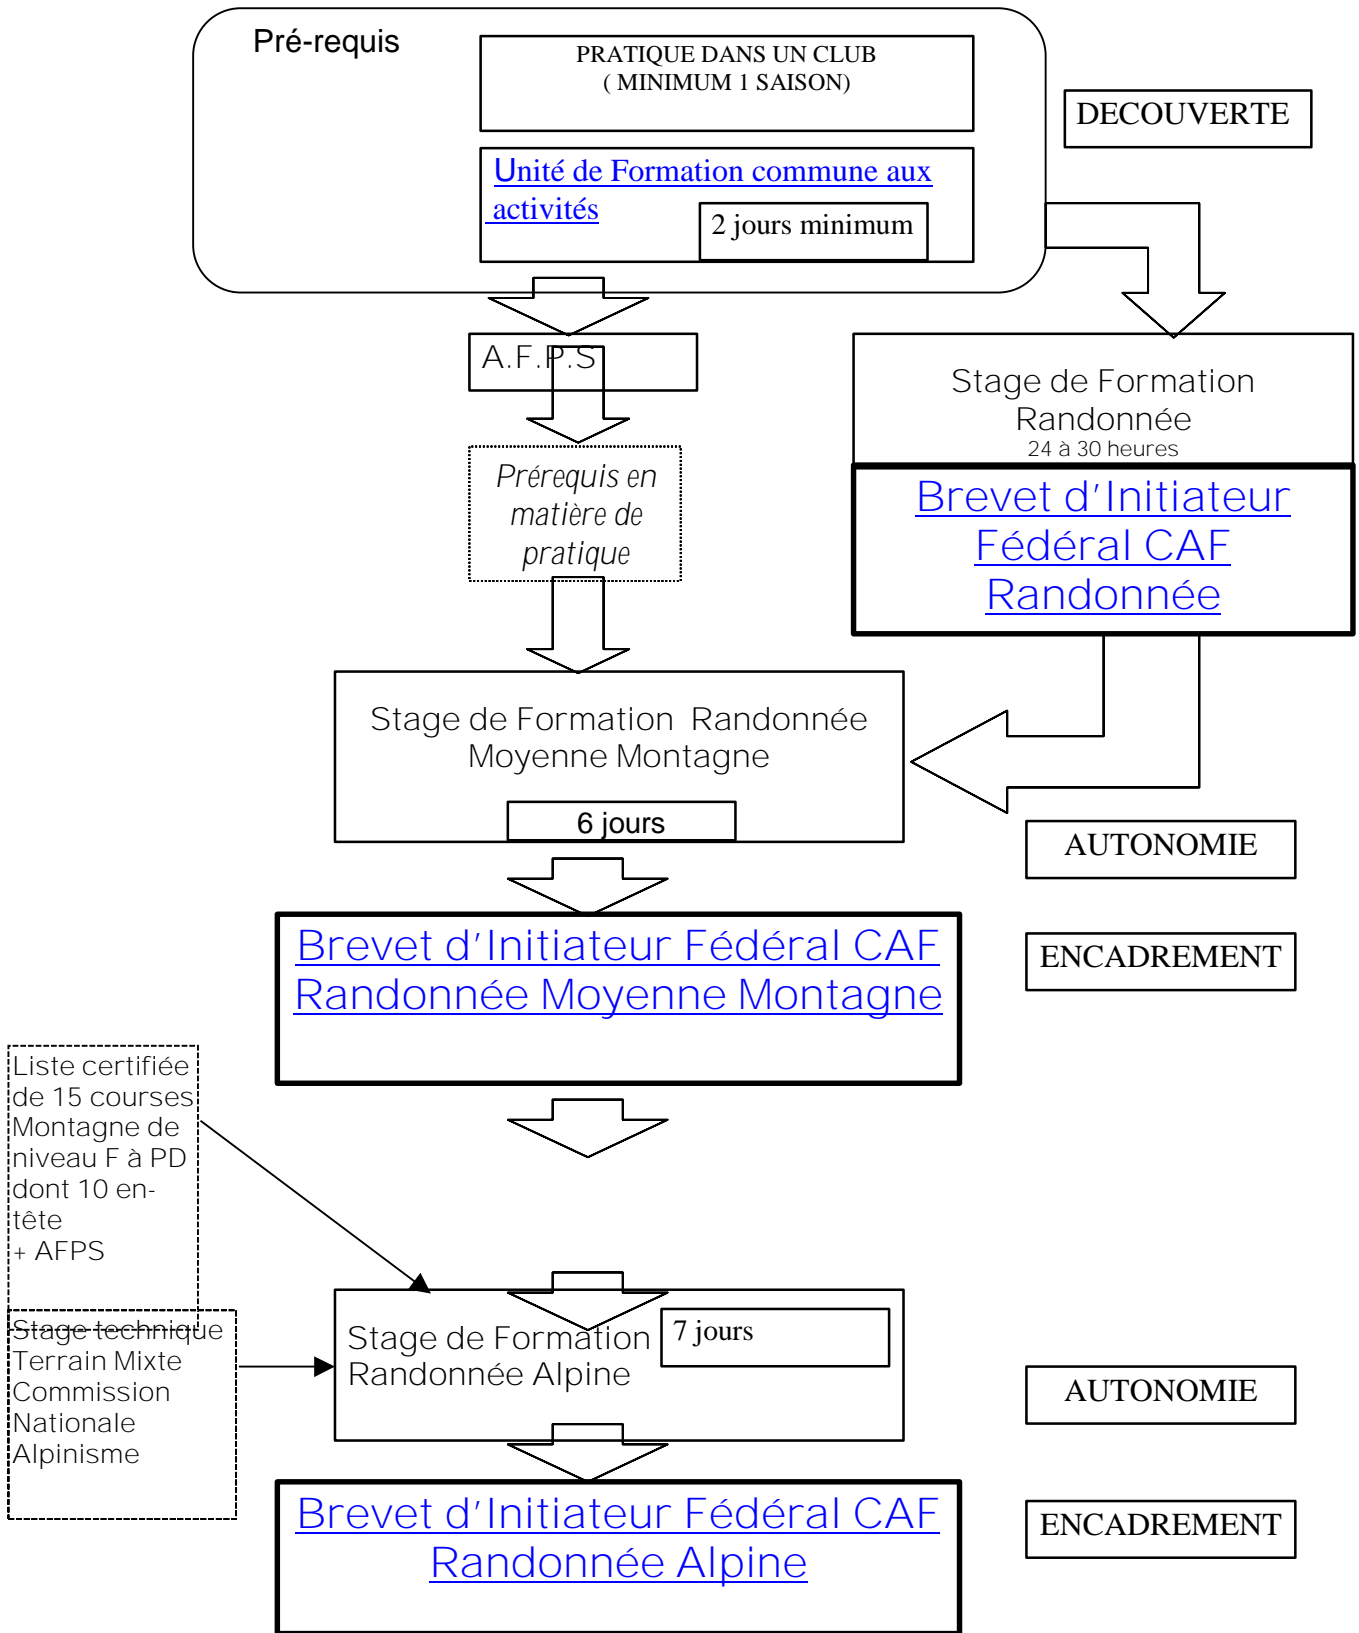 Pré-requis
PRATIQUE DANS UN CLUB
( MINIMUM 1 SAISON)
DECOUVERTE
Unité de Formation commune aux
activités
2 jours minimum
A.F.P.S
Stage de Formation
Randonnée
24 à 30 heures
Prérequis en
matière de
pratique
Brevet d'Initiateur
Fédéral CAF
Randonnée
Stage de Formation Randonnée
Moyenne Montagne
6 jours
AUTONOMIE
Brevet d'Initiateur Fédéral CAF
Randonnée Moyenne Montagne
ENCADREMENT
Liste certifiée
de 15 courses
Montagne de
niveau F à PD
dont 10 en-
tête
+ AFPS
Stage technique
Terrain Mixte
Commission
Nationale
Alpinisme
Stage de Formation
Randonnée Alpine
7 jours
AUTONOMIE
Brevet d'Initiateur Fédéral CAF
Randonnée Alpine
ENCADREMENT